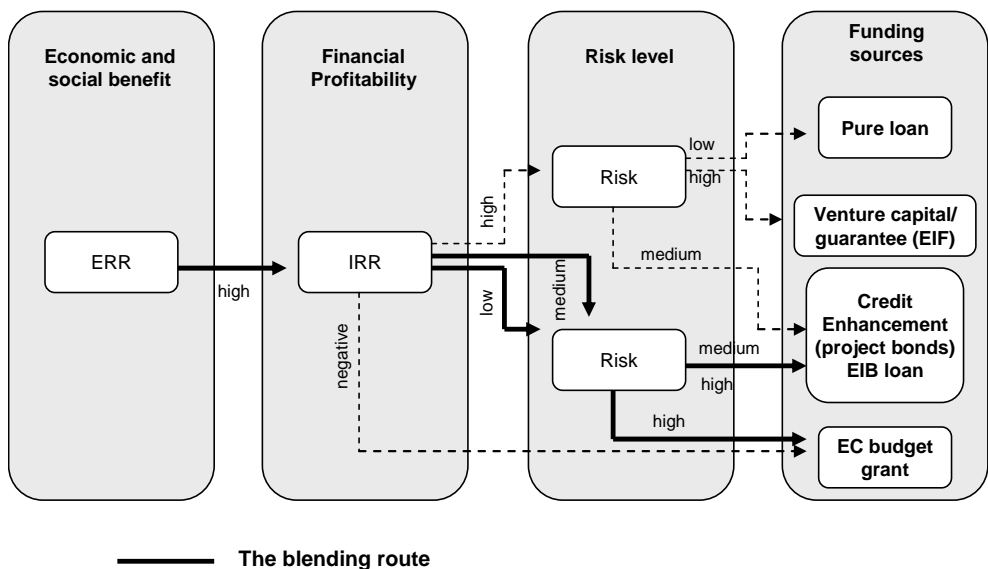 Economic and
social benefit
Financial
Profitability
Risk level
Funding
sources
Pure loan
low
Risk
high
Venture capital/
guarantee (EIF)
high
ERR
IRR
medium
high
medium
low
Credit
Enhancement
(project bonds)
EIB loan
negative
Risk
medium
high
high
EC budget
grant
The blending route